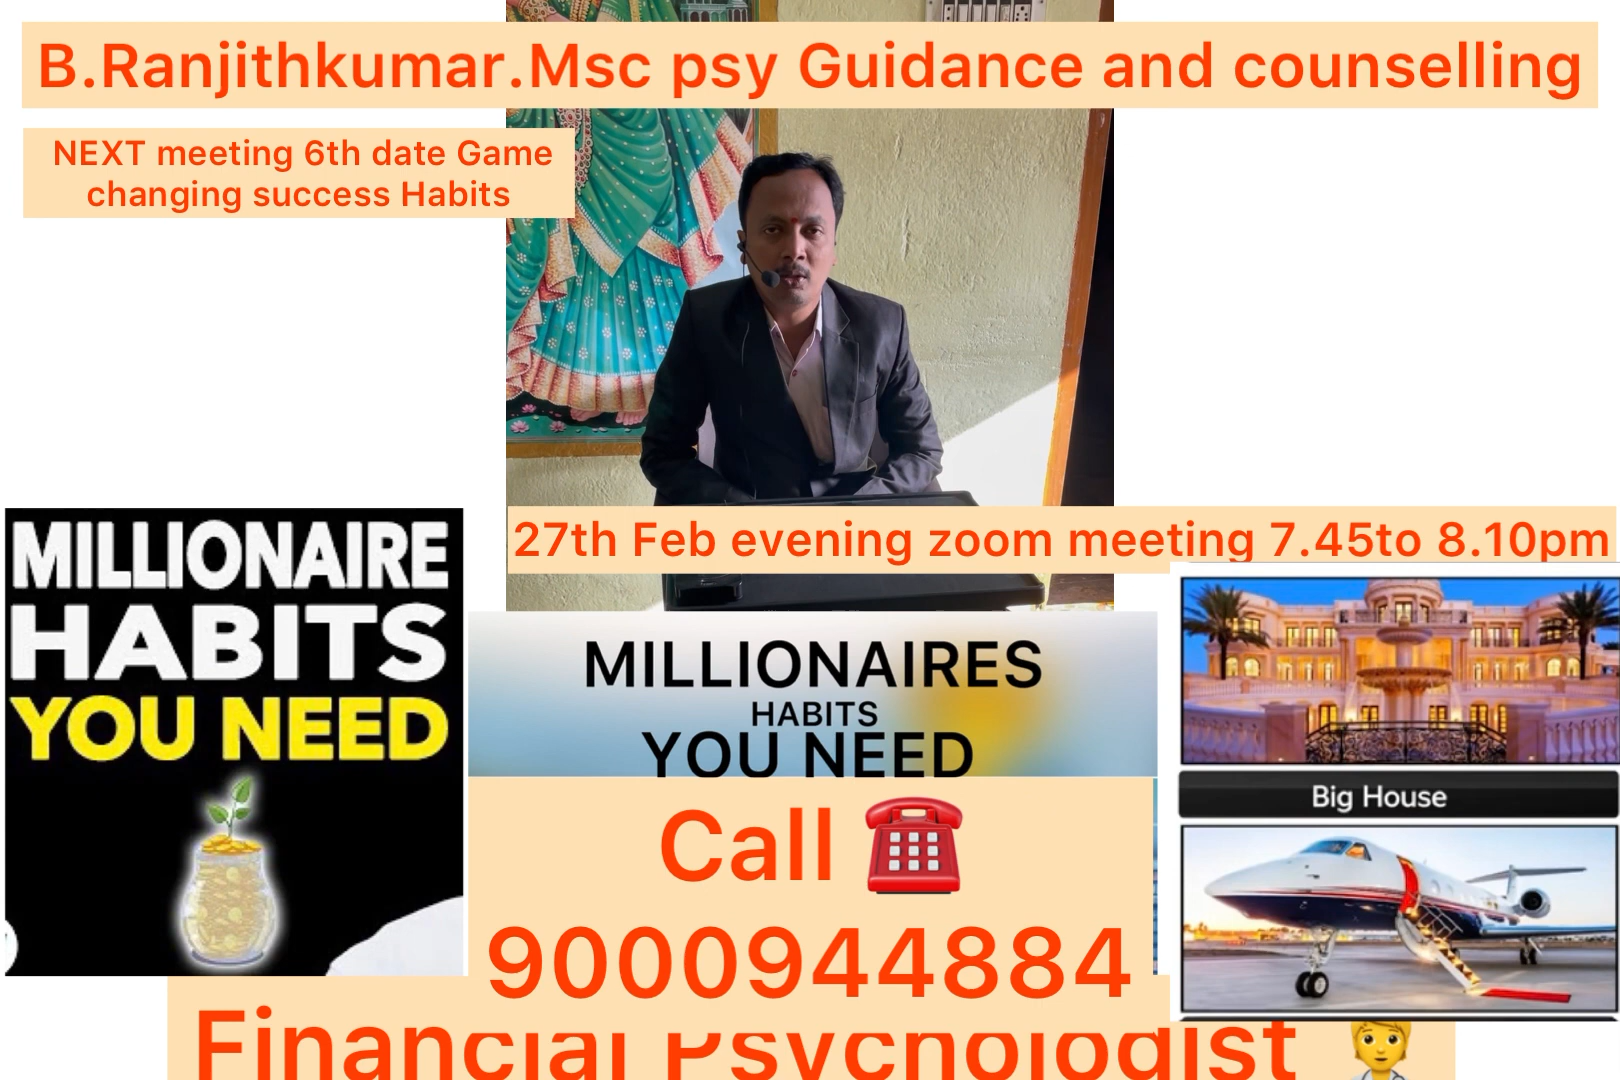 B.Ranjithkumar.Msc psy Guidance and counselling
NEXT meeting 6th date Game
changing success Habits
27th Feb evening zoom meeting 7.45to 8.10pm
MILLIONAIRE
HABITS
YOU NEED
MILLIONAIRES
HABITS
YOU NEED
Big House
Call ☎️
9000944884
Financial Psychologist